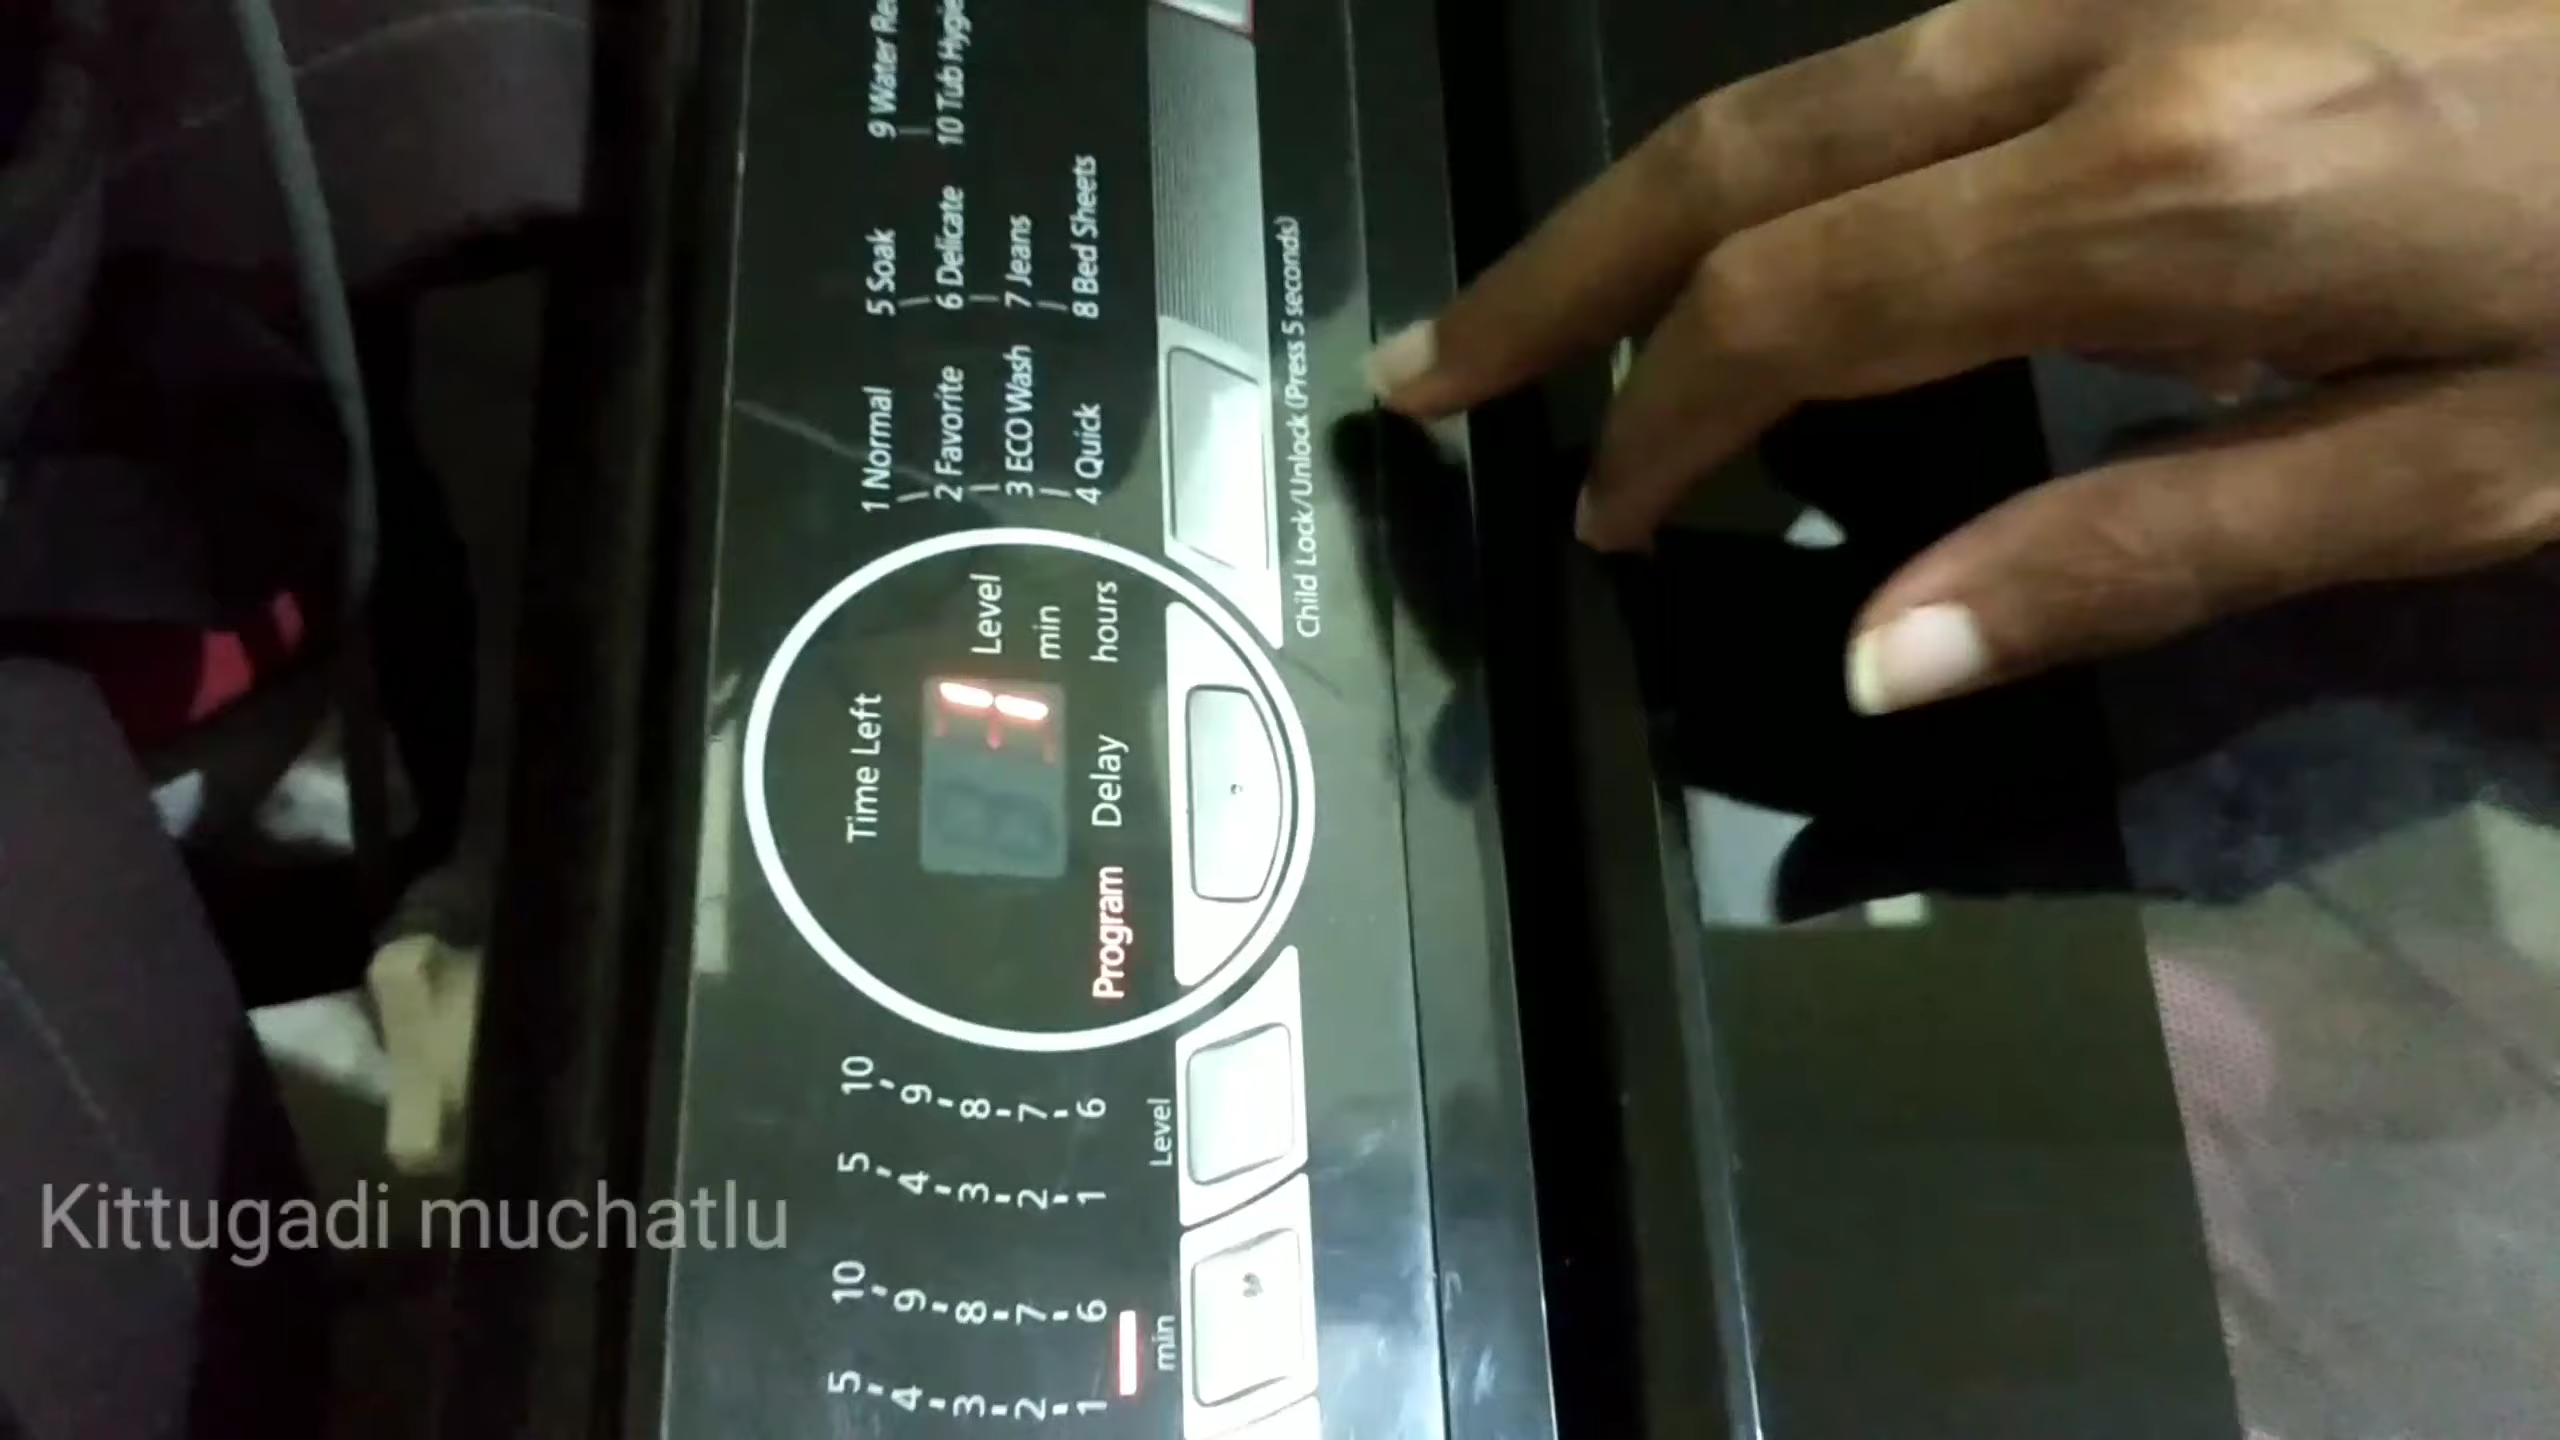 1 Normal
2 Favorite
3 ECO Wash
4 Quick
5 Soak
6 Delicate
7 Jeans
8 Bed Sheets
9 Water
10 Tub
Time Left
Level
min
hours
Program Delay
Child Lock/Unlock (Press 5 seconds)
5 10
4 9
3 8
2 7
1 6
Level
5 10
4 9
3 8
2 7
1 6
min
Kittugadi muchatlu